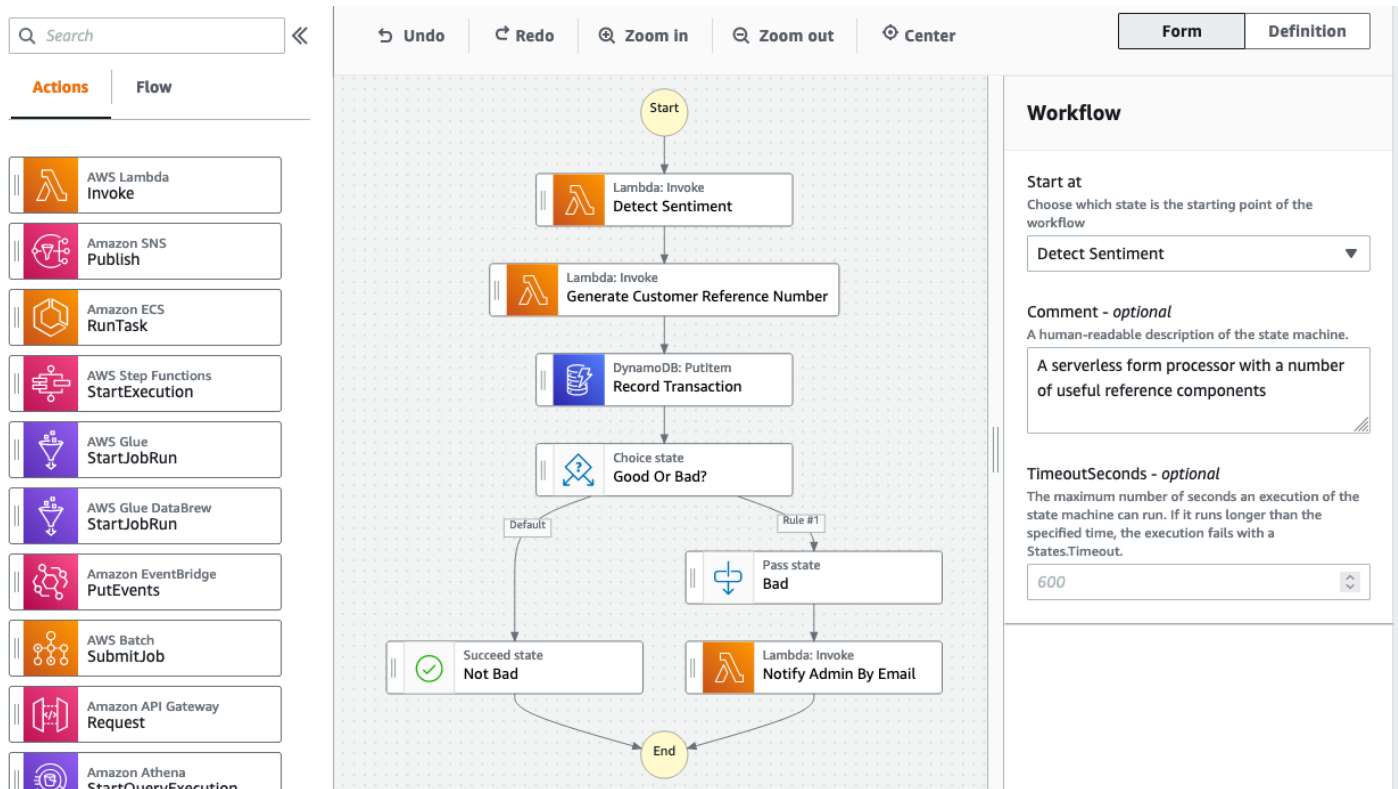 Search
Actions
Flow
AWS Lambda
Invoke
Amazon SNS
Publish
Amazon ECS
RunTask
AWS Step Functions
StartExecution
AWS Glue
StartJobRun
AWS Glue DataBrew
StartJobRun
Amazon EventBridge
PutEvents
AWS Batch
SubmitJob
Amazon API Gateway
Request
Amazon Athena
StartQueryExecution
Undo
Redo
Zoom in
Zoom out
Center
Form
Definition
Start
Lambda: Invoke
Detect Sentiment
Lambda: Invoke
Generate Customer Reference Number
DynamoDB: PutItem
Record Transaction
Choice state
Good Or Bad?
Default
Rule #1
Pass state
Bad
Succeed state
Not Bad
Lambda: Invoke
Notify Admin By Email
End
Workflow
Start at
Choose which state is the starting point of the
workflow
Detect Sentiment
Comment - optional
A human-readable description of the state machine.
A serverless form processor with a number
of useful reference components
TimeoutSeconds - optional
The maximum number of seconds an execution of the
state machine can run. If it runs longer than the
specified time, the execution fails with a
States.Timeout.
600